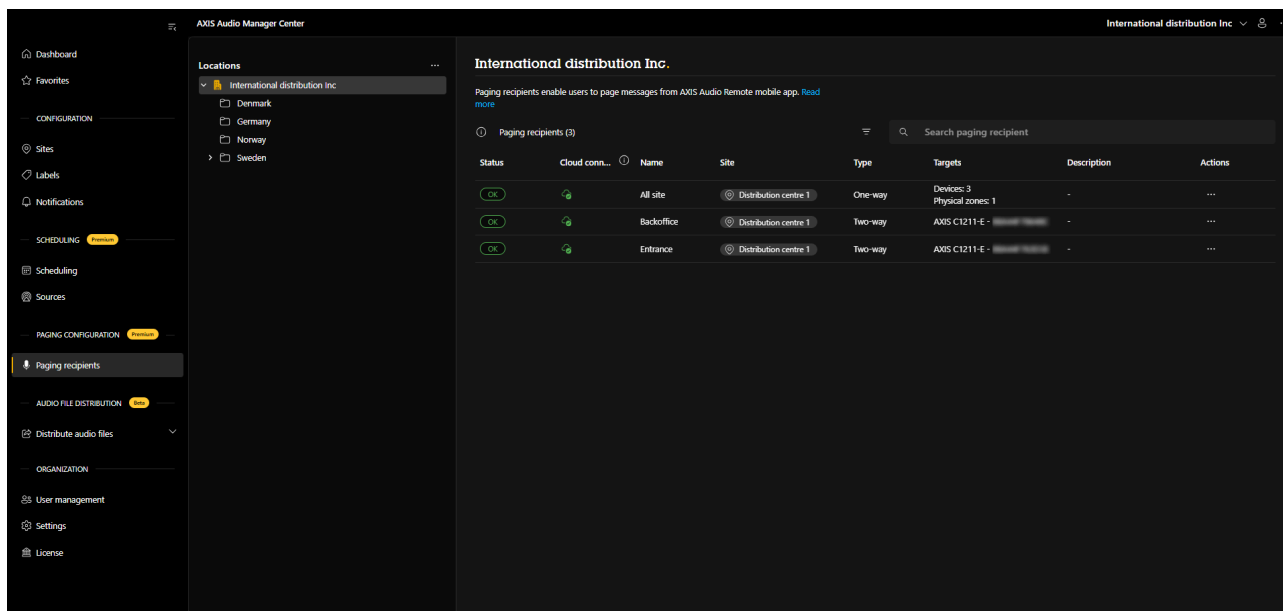 AXIS Audio Manager Center
International distribution Inc
Dashboard
Favorites
CONFIGURATION
Sites
Labels
Notifications
SCHEDULING Premium
Scheduling
Sources
PAGING CONFIGURATION Premium
Paging recipients
AUDIO FILE DISTRIBUTION Beta
Distribute audio files
ORGANIZATION
User management
Settings
License
Locations
International distribution Inc
Denmark
Germany
Norway
Sweden
International distribution Inc.
Paging recipients enable users to page messages from AXIS Audio Remote mobile app. Read
more
Paging recipients (3)
Search paging recipient
Status Cloud conn... Name Site Type Targets Description Actions
OK All site Distribution centre 1 One-way Devices: 3 -
Physical zones: 1
OK Backoffice Distribution centre 1 Two-way AXIS C1211-E - -
OK Entrance Distribution centre 1 Two-way AXIS C1211-E - -